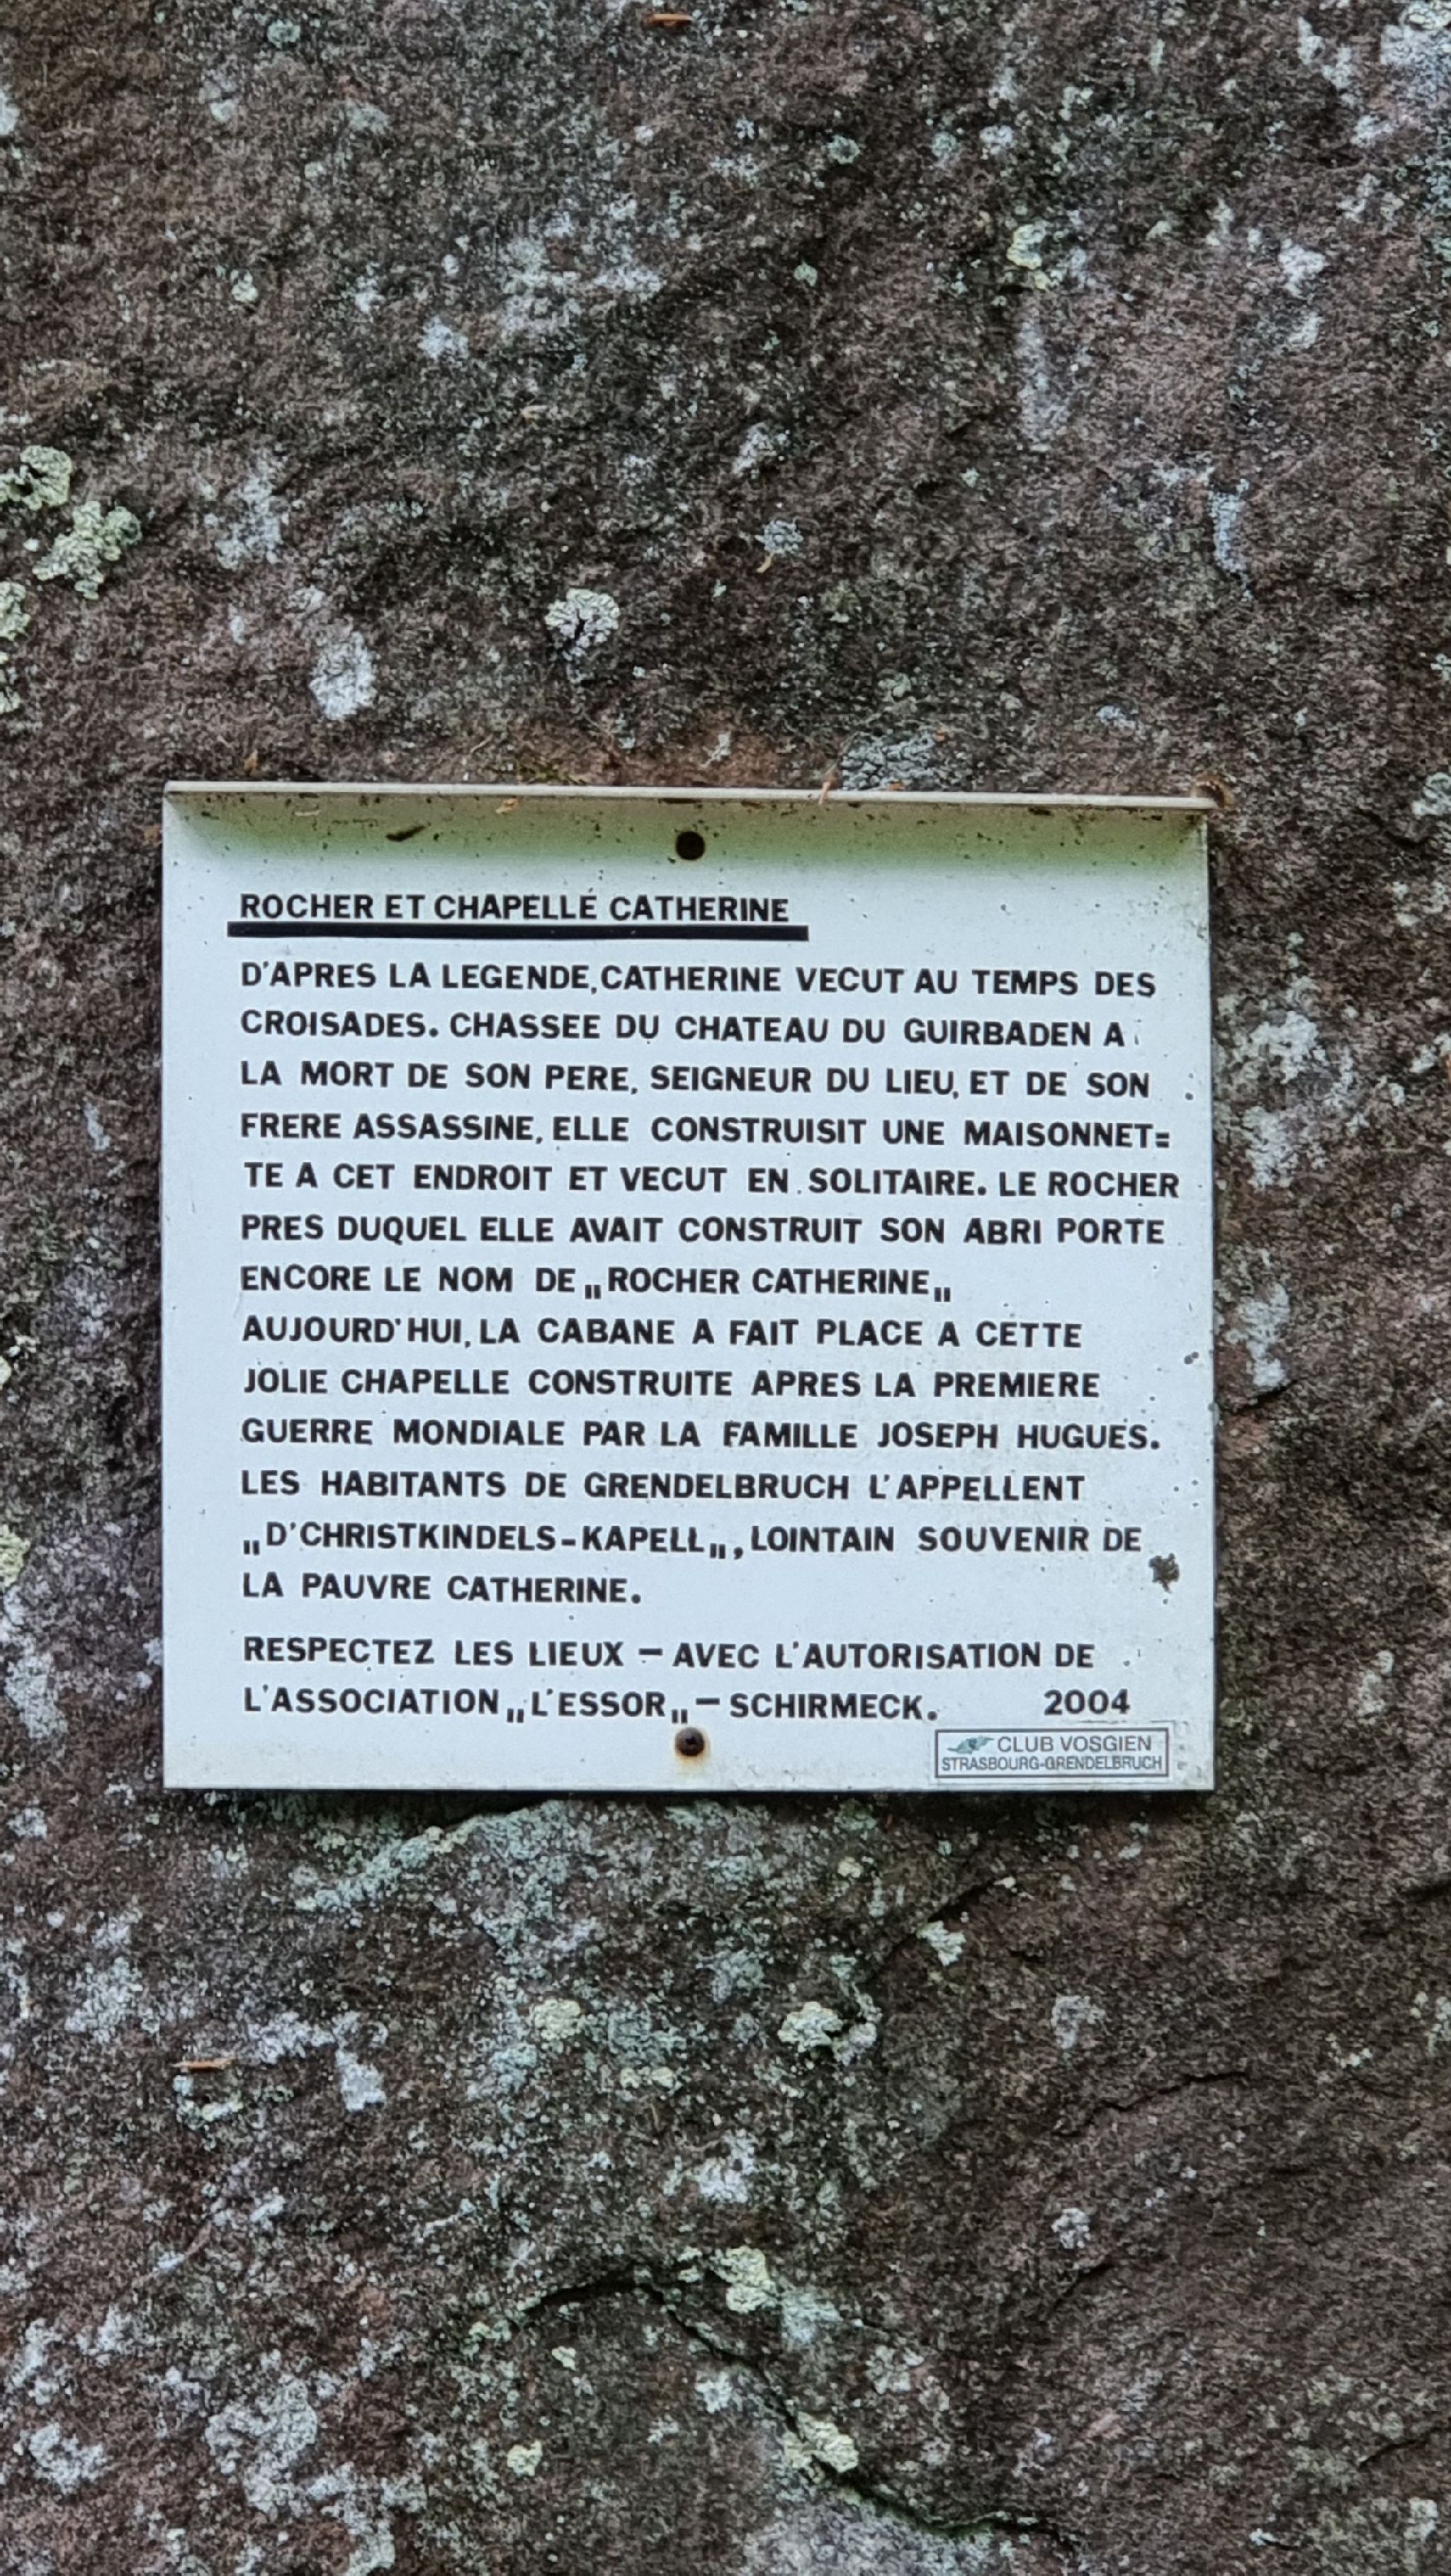 ROCHER ET CHAPELLE CATHERINE
D'APRES LA LEGENDE, CATHERINE VECUT AU TEMPS DES
CROISADES. CHASSEE DU CHATEAU DU GUIRBADEN A
LA MORT DE SON PERE, SEIGNEUR DU LIEU, ET DE SON
FRERE ASSASSINE, ELLE CONSTRUISIT UNE MAISONNET=
TE A CET ENDROIT ET VECUT EN SOLITAIRE. LE ROCHER
PRES DUQUEL ELLE AVAIT CONSTRUIT SON ABRI PORTE
ENCORE LE NOM DE „ROCHER CATHERINE„
AUJOURD'HUI, LA CABANE A FAIT PLACE A CETTE
JOLIE CHAPELLE CONSTRUITE APRES LA PREMIERE
GUERRE MONDIALE PAR LA FAMILLE JOSEPH HUGUES.
LES HABITANTS DE GRENDELBRUCH L'APPELLENT
„D'CHRISTKINDELS-KAPELL„, LOINTAIN SOUVENIR DE
LA PAUVRE CATHERINE.
RESPECTEZ LES LIEUX – AVEC L'AUTORISATION DE
L'ASSOCIATION „L'ESSOR„ – SCHIRMECK. 2004
CLUB VOSGIEN
STRASBOURG-GRENDELBRUCH